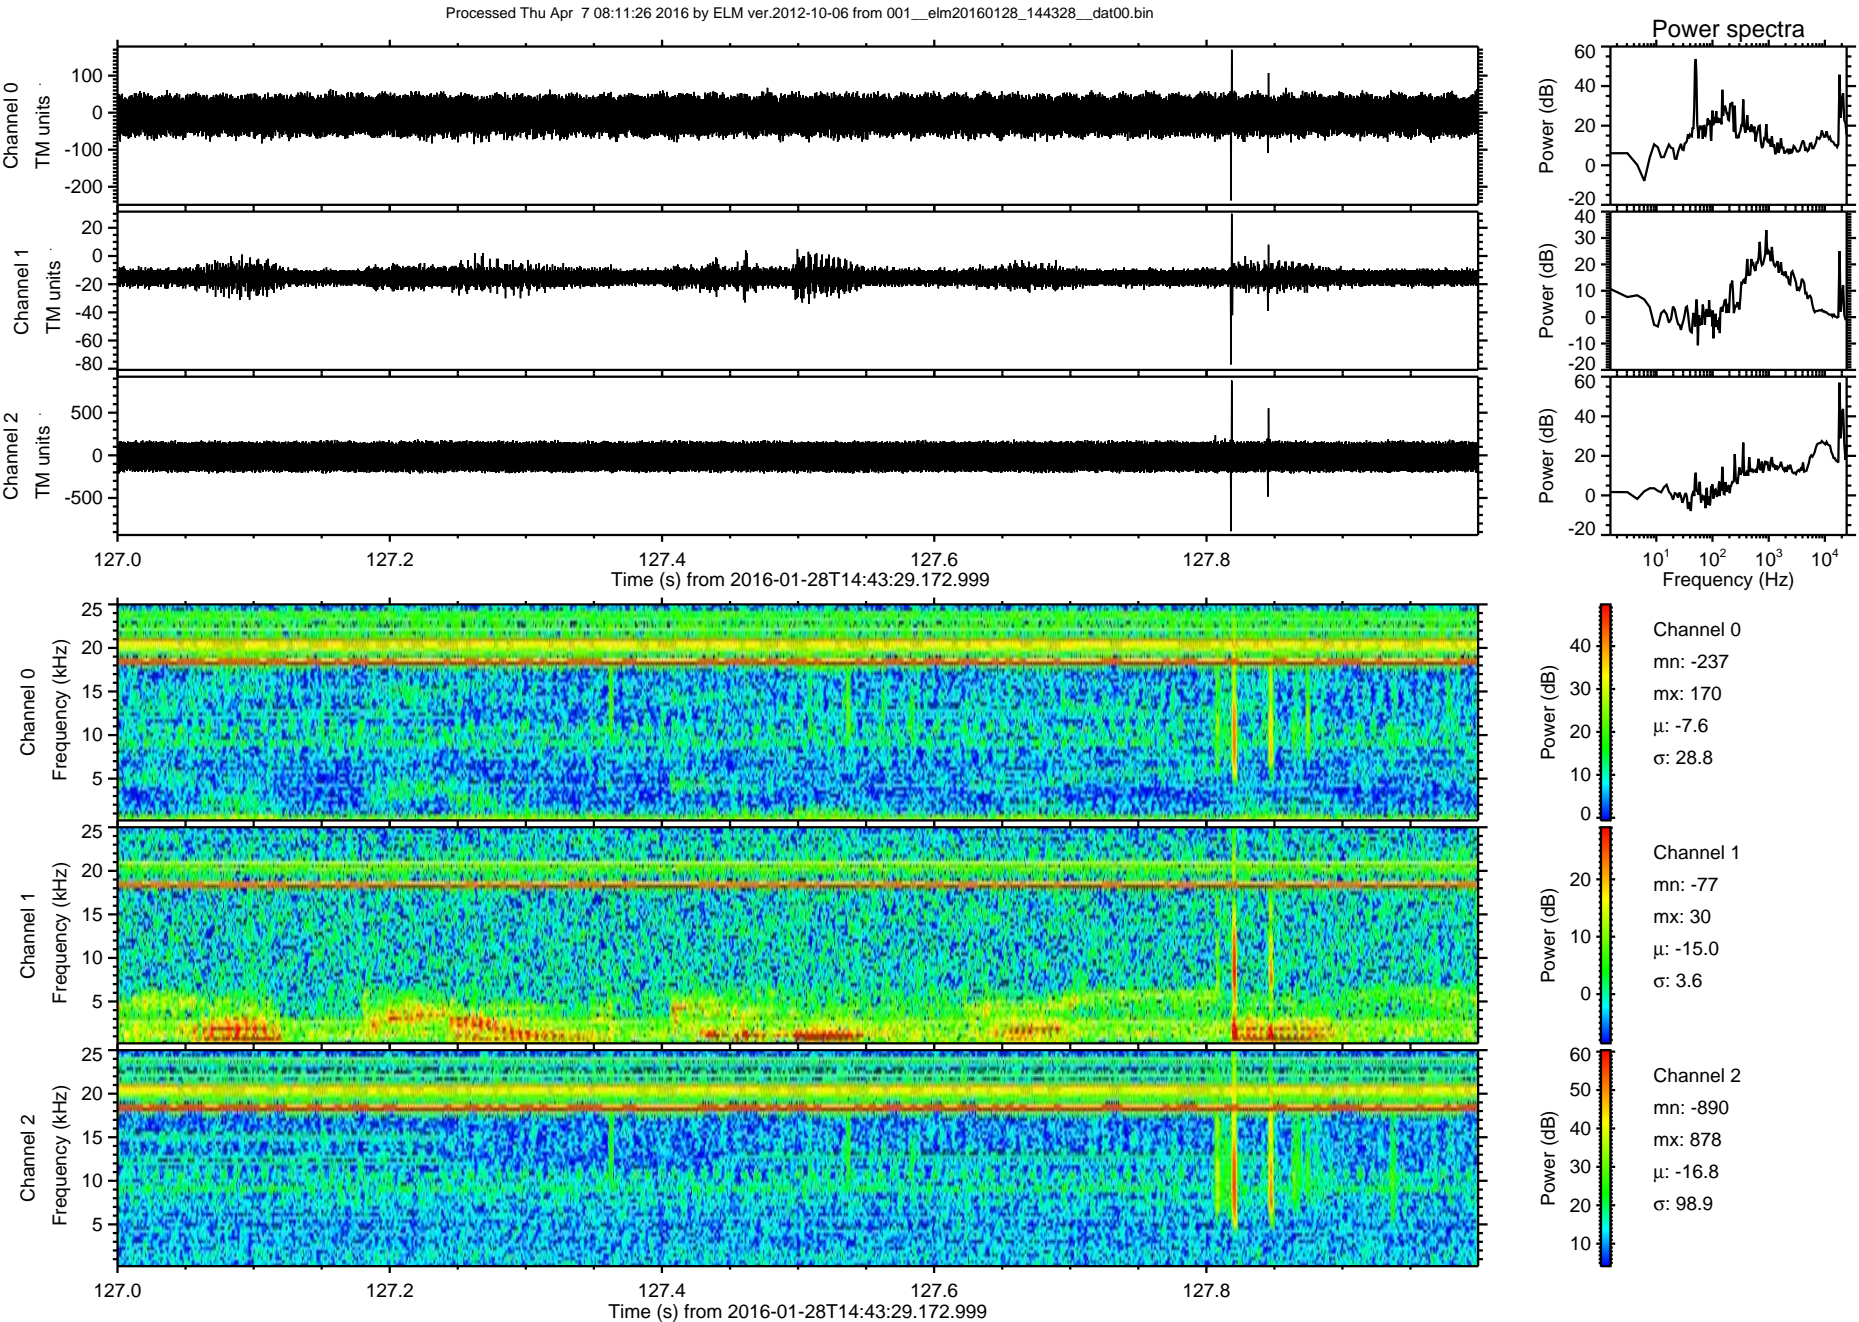 Processed Thu Apr  7 08:11:26 2016 by ELM ver.2012-10-06 from 001__elm20160128_144328__dat00.bin
Power spectra
Channel 0
TM units
100
0
-100
-200
Power (dB)
60
40
20
0
-20
Channel 1
TM units
20
0
-20
-40
-60
-80
Power (dB)
40
30
20
10
0
-10
-20
Channel 2
TM units
500
0
-500
Power (dB)
60
40
20
0
-20
127.0 127.2 127.4 127.6 127.8
Time (s) from 2016-01-28T14:43:29.172.999
10¹ 10² 10³ 10⁴
Frequency (Hz)
Channel 0
Frequency (kHz)
25
20
15
10
5
Power (dB)
40
30
20
10
0
Channel 0
mn: -237
mx: 170
μ: -7.6
σ: 28.8
Channel 1
Frequency (kHz)
25
20
15
10
5
Power (dB)
20
10
0
Channel 1
mn: -77
mx: 30
μ: -15.0
σ: 3.6
Channel 2
Frequency (kHz)
25
20
15
10
5
Power (dB)
60
50
40
30
20
10
Channel 2
mn: -890
mx: 878
μ: -16.8
σ: 98.9
127.0 127.2 127.4 127.6 127.8
Time (s) from 2016-01-28T14:43:29.172.999